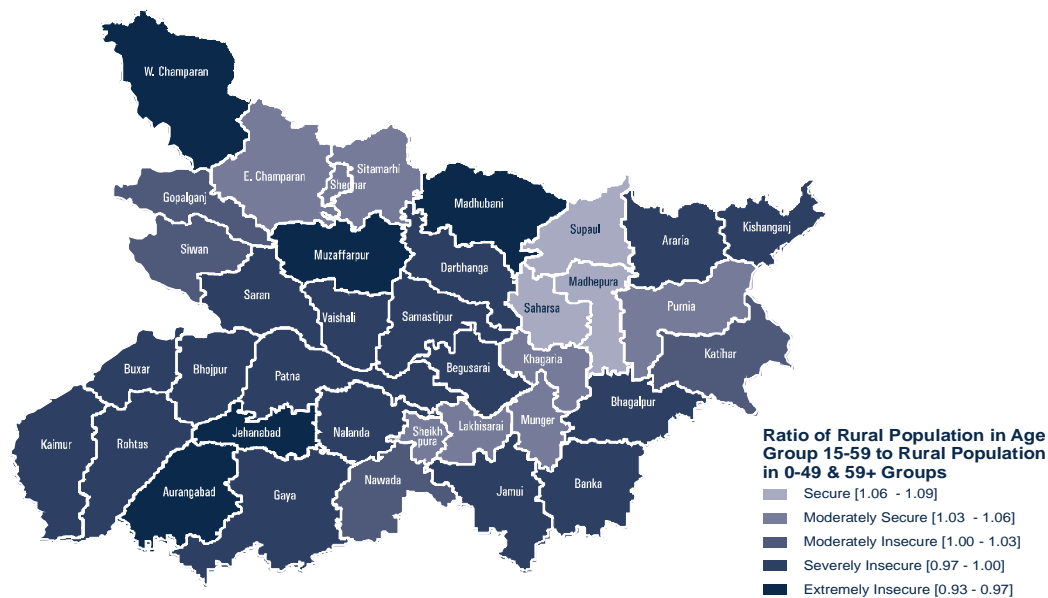 W. Champaran
E. Champaran
Sitamarhi
Sheohar
Gopalganj
Siwan
Madhubani
Muzaffarpur
Supaul
Araria
Kishanganj
Darbhanga
Madhepura
Saran
Vaishali
Samastipur
Saharsa
Purnia
Katihar
Khagaria
Buxar
Bhojpur
Patna
Begusarai
Bhagalpur
Kaimur
Rohtas
Jehanabad
Nalanda
Sheikh
pura
Lakhisarai
Munger
Aurangabad
Gaya
Nawada
Jamui
Banka
Ratio of Rural Population in Age
Group 15-59 to Rural Population
in 0-49 & 59+ Groups
Secure [1.06 - 1.09]
Moderately Secure [1.03 - 1.06]
Moderately Insecure [1.00 - 1.03]
Severely Insecure [0.97 - 1.00]
Extremely Insecure [0.93 - 0.97]